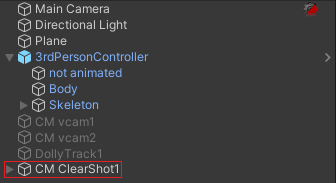 Main Camera
Directional Light
Plane
3rdPersonController
not animated
Body
Skeleton
CM vcam1
CM vcam2
DollyTrack1
CM ClearShot1